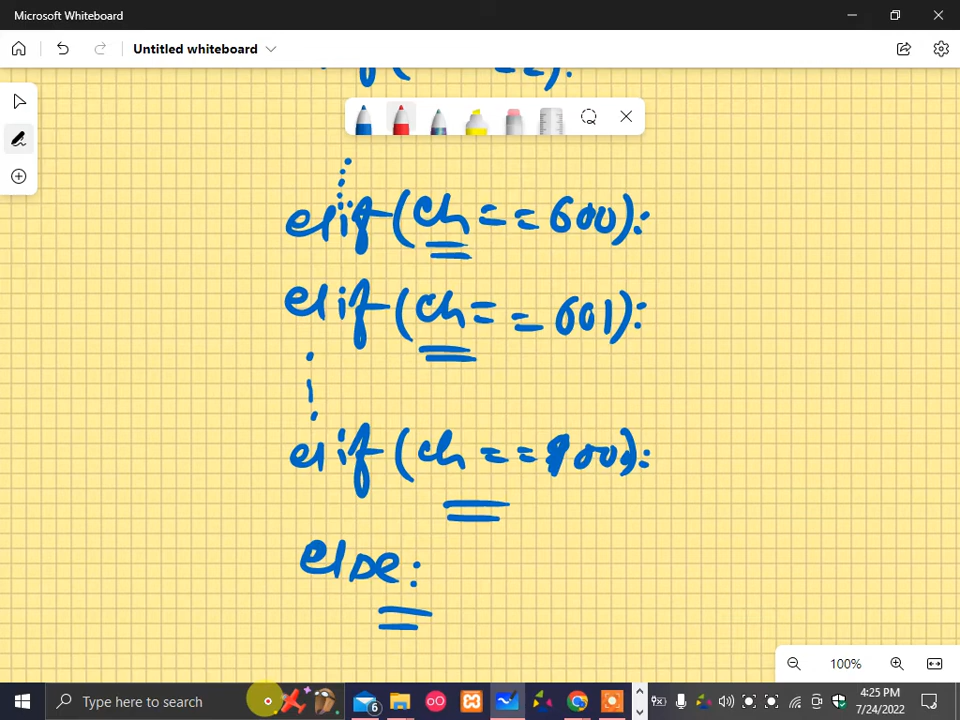 Microsoft Whiteboard
Untitled whiteboard
elif (ch == 600):
elif (ch == 601):
elif (ch ==
else:
100%
Type here to search
6
4:25 PM
7/24/2022